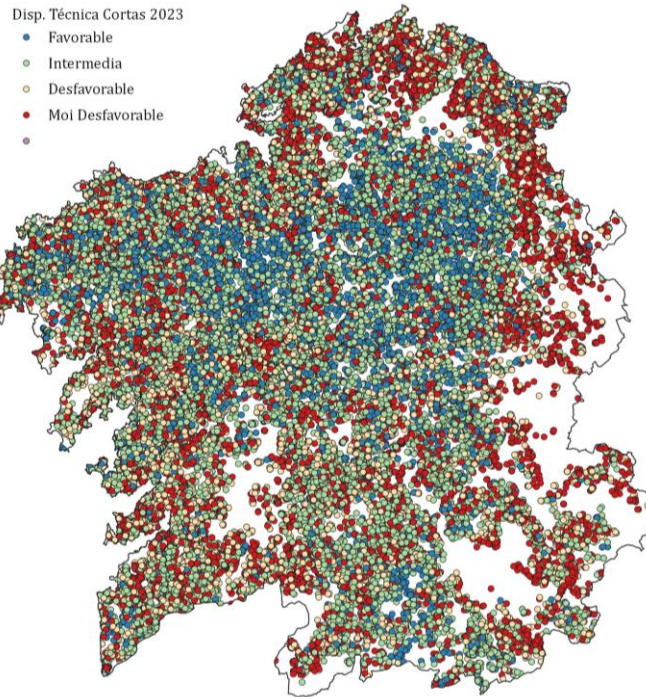 Disp. Técnica Cortas 2023
Favorable
Intermedia
Desfavorable
Moi Desfavorable